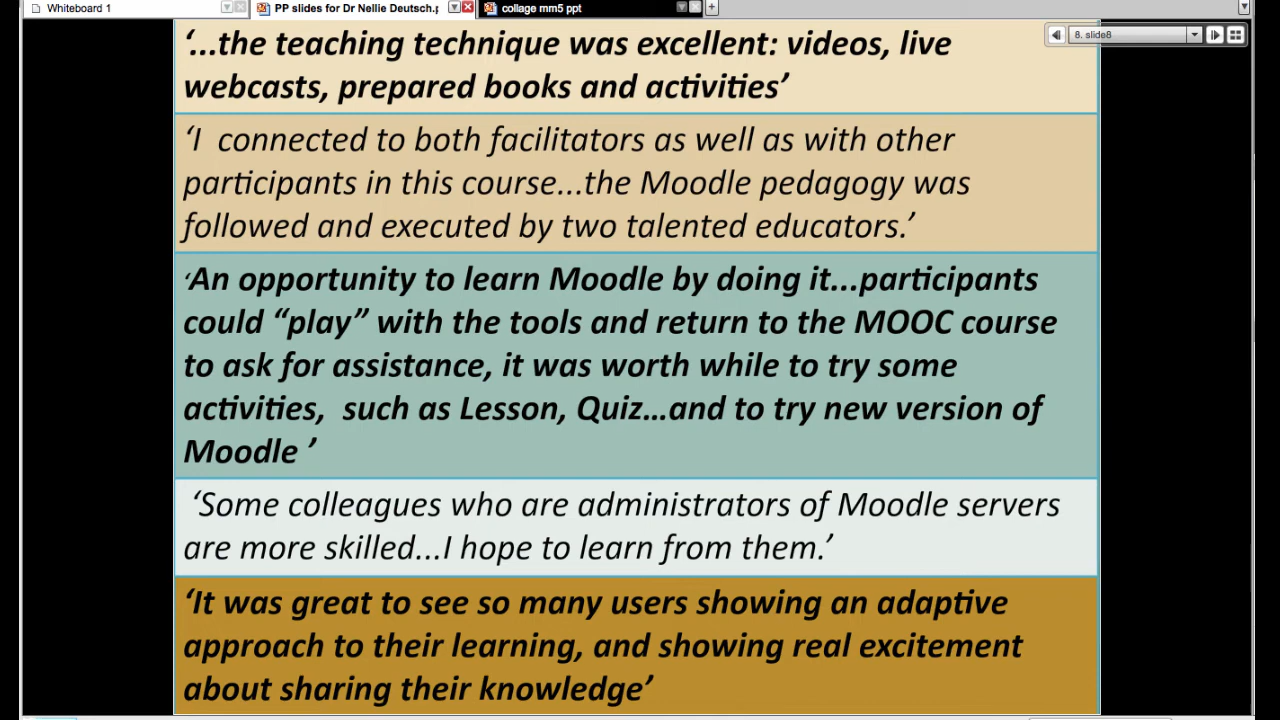 Whiteboard 1
PP slides for Dr Nellie Deutsch.p
collage mm5 ppt
8. slide8
‘...the teaching technique was excellent: videos, live
webcasts, prepared books and activities’
‘I  connected to both facilitators as well as with other
participants in this course...the Moodle pedagogy was
followed and executed by two talented educators.’
‘An opportunity to learn Moodle by doing it...participants
could “play” with the tools and return to the MOOC course
to ask for assistance, it was worth while to try some
activities,  such as Lesson, Quiz...and to try new version of
Moodle ’
‘Some colleagues who are administrators of Moodle servers
are more skilled...I hope to learn from them.’
‘It was great to see so many users showing an adaptive
approach to their learning, and showing real excitement
about sharing their knowledge’